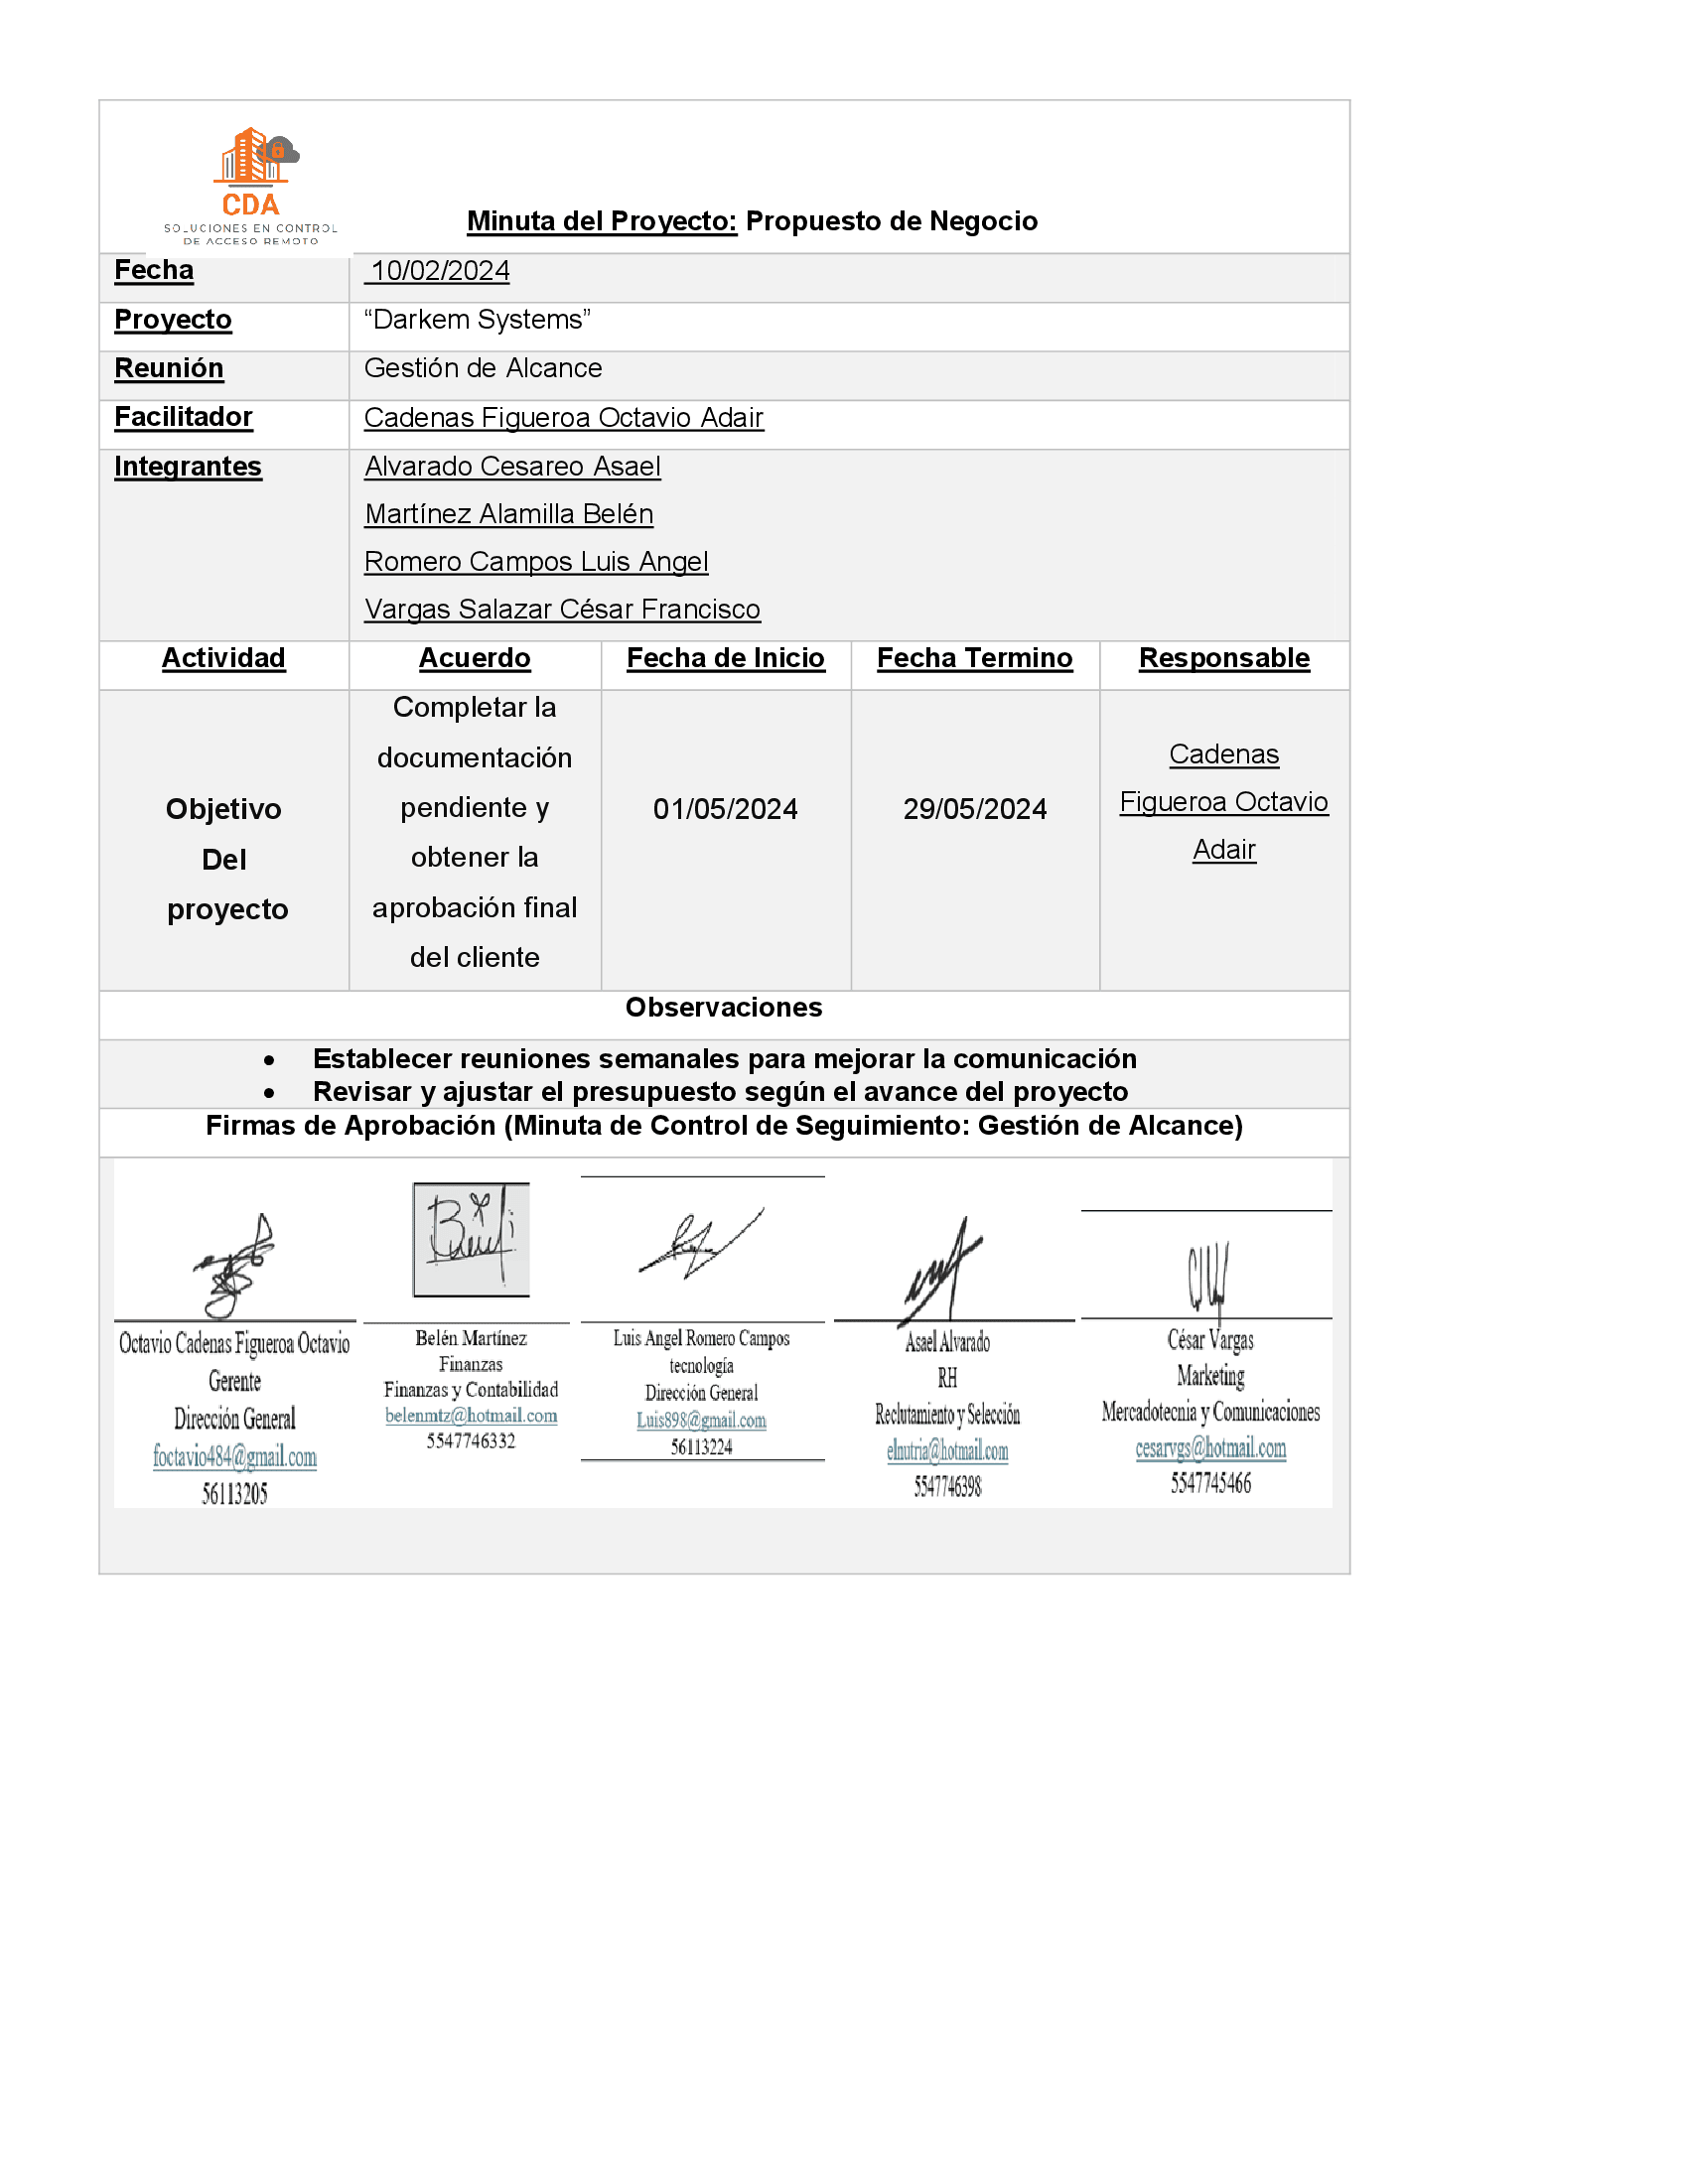 CDA
SOLUCIONES EN CONTROL
DE ACCESO REMOTO
Minuta del Proyecto: Propuesto de Negocio
Fecha 10/02/2024
Proyecto “Darkem Systems”
Reunión Gestión de Alcance
Facilitador Cadenas Figueroa Octavio Adair
Integrantes Alvarado Cesareo Asael
Martínez Alamilla Belén
Romero Campos Luis Angel
Vargas Salazar César Francisco
Actividad Acuerdo Fecha de Inicio Fecha Termino Responsable
Objetivo
Del
proyecto
Completar la
documentación
pendiente y
obtener la
aprobación final
del cliente
01/05/2024
29/05/2024
Cadenas
Figueroa Octavio
Adair
Observaciones
• Establecer reuniones semanales para mejorar la comunicación
• Revisar y ajustar el presupuesto según el avance del proyecto
Firmas de Aprobación (Minuta de Control de Seguimiento: Gestión de Alcance)
Octavio Cadenas Figueroa Octavio
Gerente
Dirección General
foctavio484@gmail.com
56113205
Belén Martínez
Finanzas
Finanzas y Contabilidad
belenmtz@hotmail.com
5547746332
Luis Angel Romero Campos
tecnología
Dirección General
Luis898@gmail.com
56113224
Asael Alvarado
RH
Reclutamiento y Selección
elnutria@hotmail.com
5547746398
César Vargas
Marketing
Mercadotecnia y Comunicaciones
cesarvgs@hotmail.com
5547745466